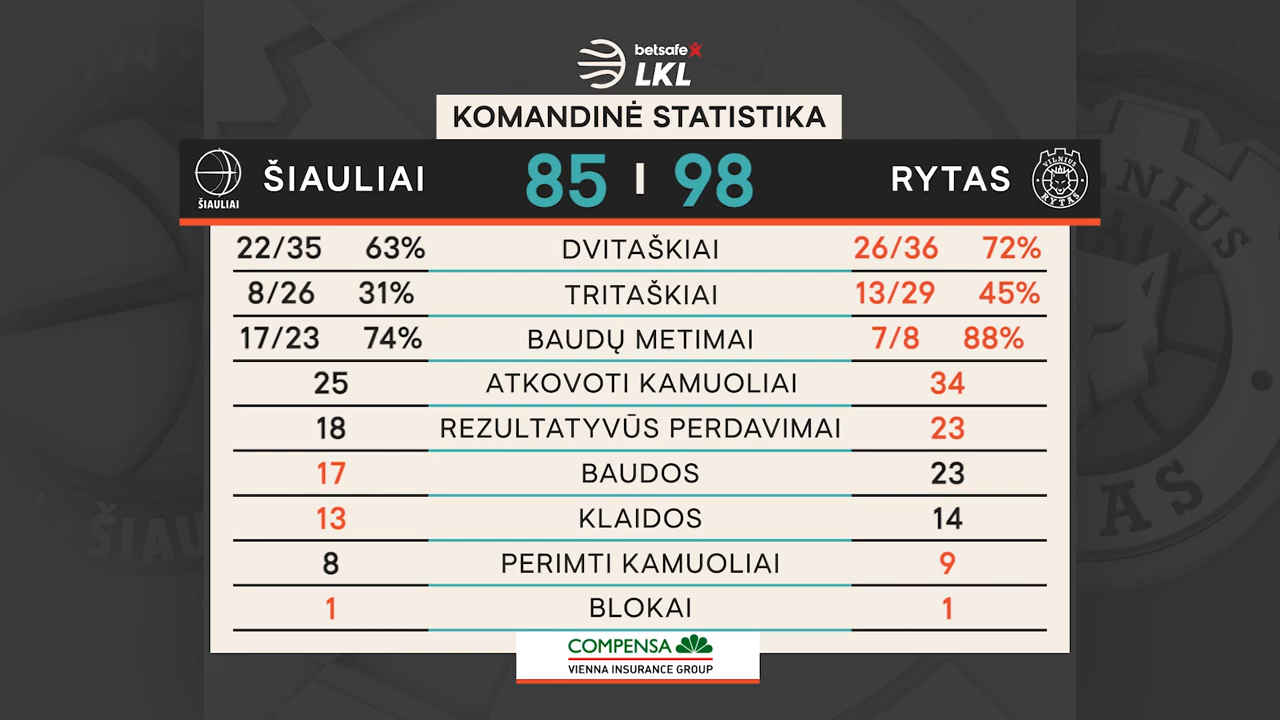 betsafe
LKL
KOMANDINĖ STATISTIKA
ŠIAULIAI ŠIAULIAI 85 I 98 RYTAS VILNIUS RYTAS
22/35 63% DVITAŠKIAI 26/36 72%
8/26 31% TRITAŠKIAI 13/29 45%
17/23 74% BAUDŲ METIMAI 7/8 88%
25 ATKOVOTI KAMUOLIAI 34
18 REZULTATYVŪS PERDAVIMAI 23
17 BAUDOS 23
13 KLAIDOS 14
8 PERIMTI KAMUOLIAI 9
1 BLOKAI 1
COMPENSA
VIENNA INSURANCE GROUP